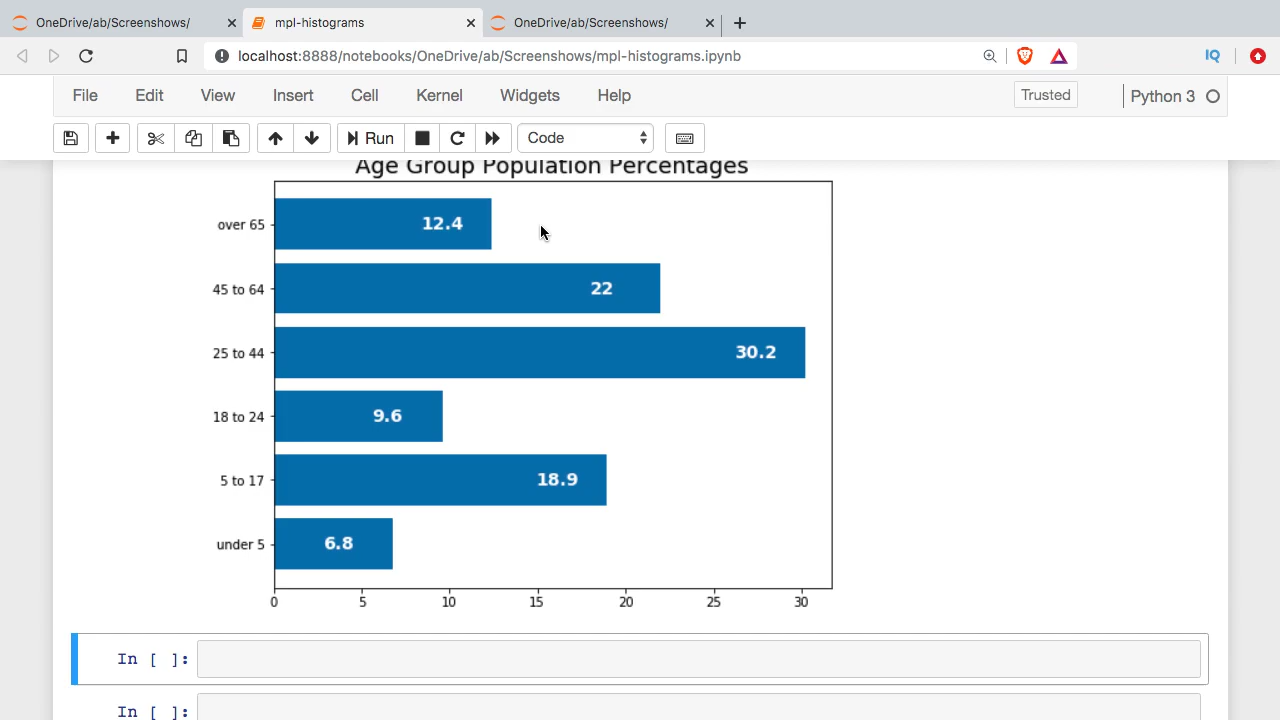 OneDrive/ab/Screenshows/
mpl-histograms
OneDrive/ab/Screenshows/
localhost:8888/notebooks/OneDrive/ab/Screenshows/mpl-histograms.ipynb
IQ
File Edit View Insert Cell Kernel Widgets Help
Trusted
Python 3
Run
Code
Age Group Population Percentages
over 65 12.4
45 to 64 22
25 to 44 30.2
18 to 24 9.6
5 to 17 18.9
under 5 6.8
0 5 10 15 20 25 30
In [ ]:
In [ ]: